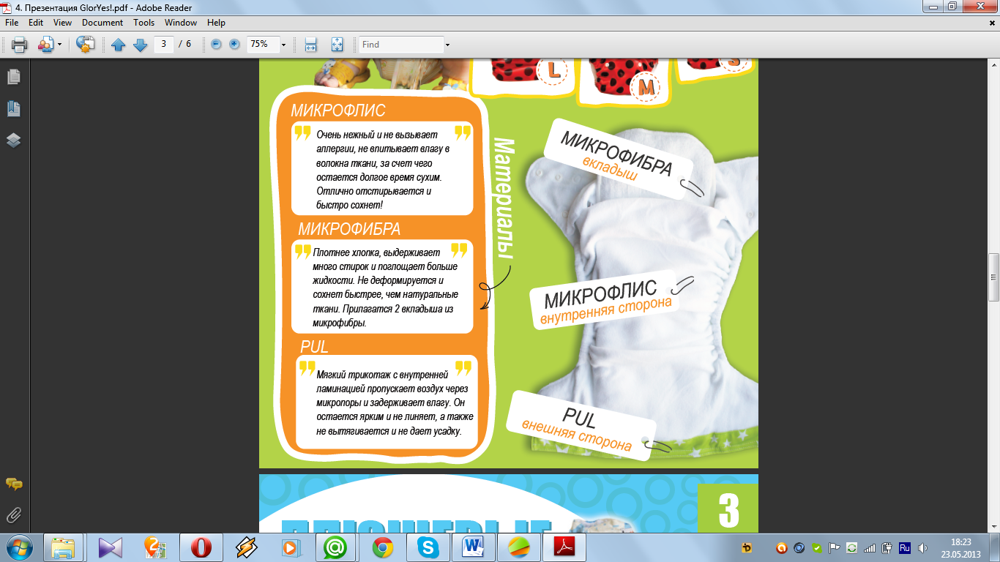 4. Презентация GlorYes!.pdf - Adobe Reader
File Edit View Document Tools Window Help
3 / 6 75% Find
L
M
S
МИКРОФЛИС
Очень нежный и не вызывает
аллергии, не впитывает влагу в
волокна ткани, за счет чего
остается долгое время сухим.
Отлично отстирывается и
быстро сохнет!
МИКРОФИБРА
Плотнее хлопка, выдерживает
много стирок и поглощает больше
жидкости. Не деформируется и
сохнет быстрее, чем натуральные
ткани. Прилагатся 2 вкладыша из
микрофибры.
PUL
Мягкий трикотаж с внутренней
ламинацией пропускает воздух через
микропоры и задерживает влагу. Он
остается ярким и не линяет, а также
не вытягивается и не дает усадку.
Материалы
МИКРОФИБРА
вкладыш
МИКРОФЛИС
внутренняя сторона
PUL
внешняя сторона
3
Ru
18:23
23.05.2013